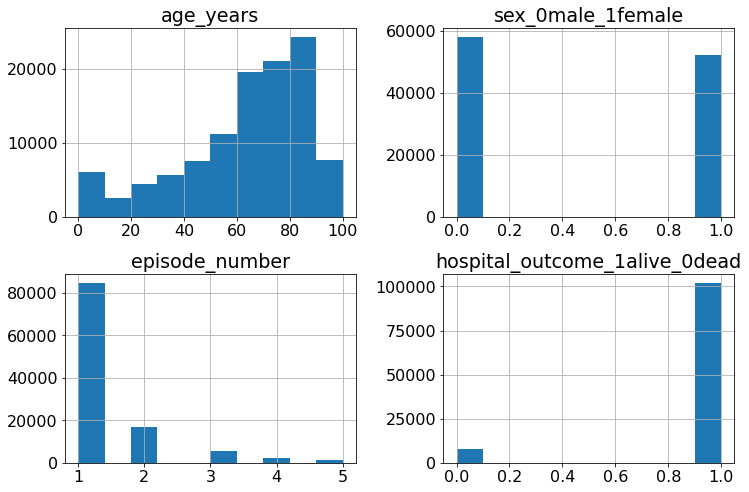 age_years
20000
10000
0
0 20 40 60 80 100
sex_0male_1female
60000
40000
20000
0
0.0 0.2 0.4 0.6 0.8 1.0
episode_number
80000
60000
40000
20000
0
1 2 3 4 5
hospital_outcome_1alive_0dead
100000
75000
50000
25000
0
0.0 0.2 0.4 0.6 0.8 1.0